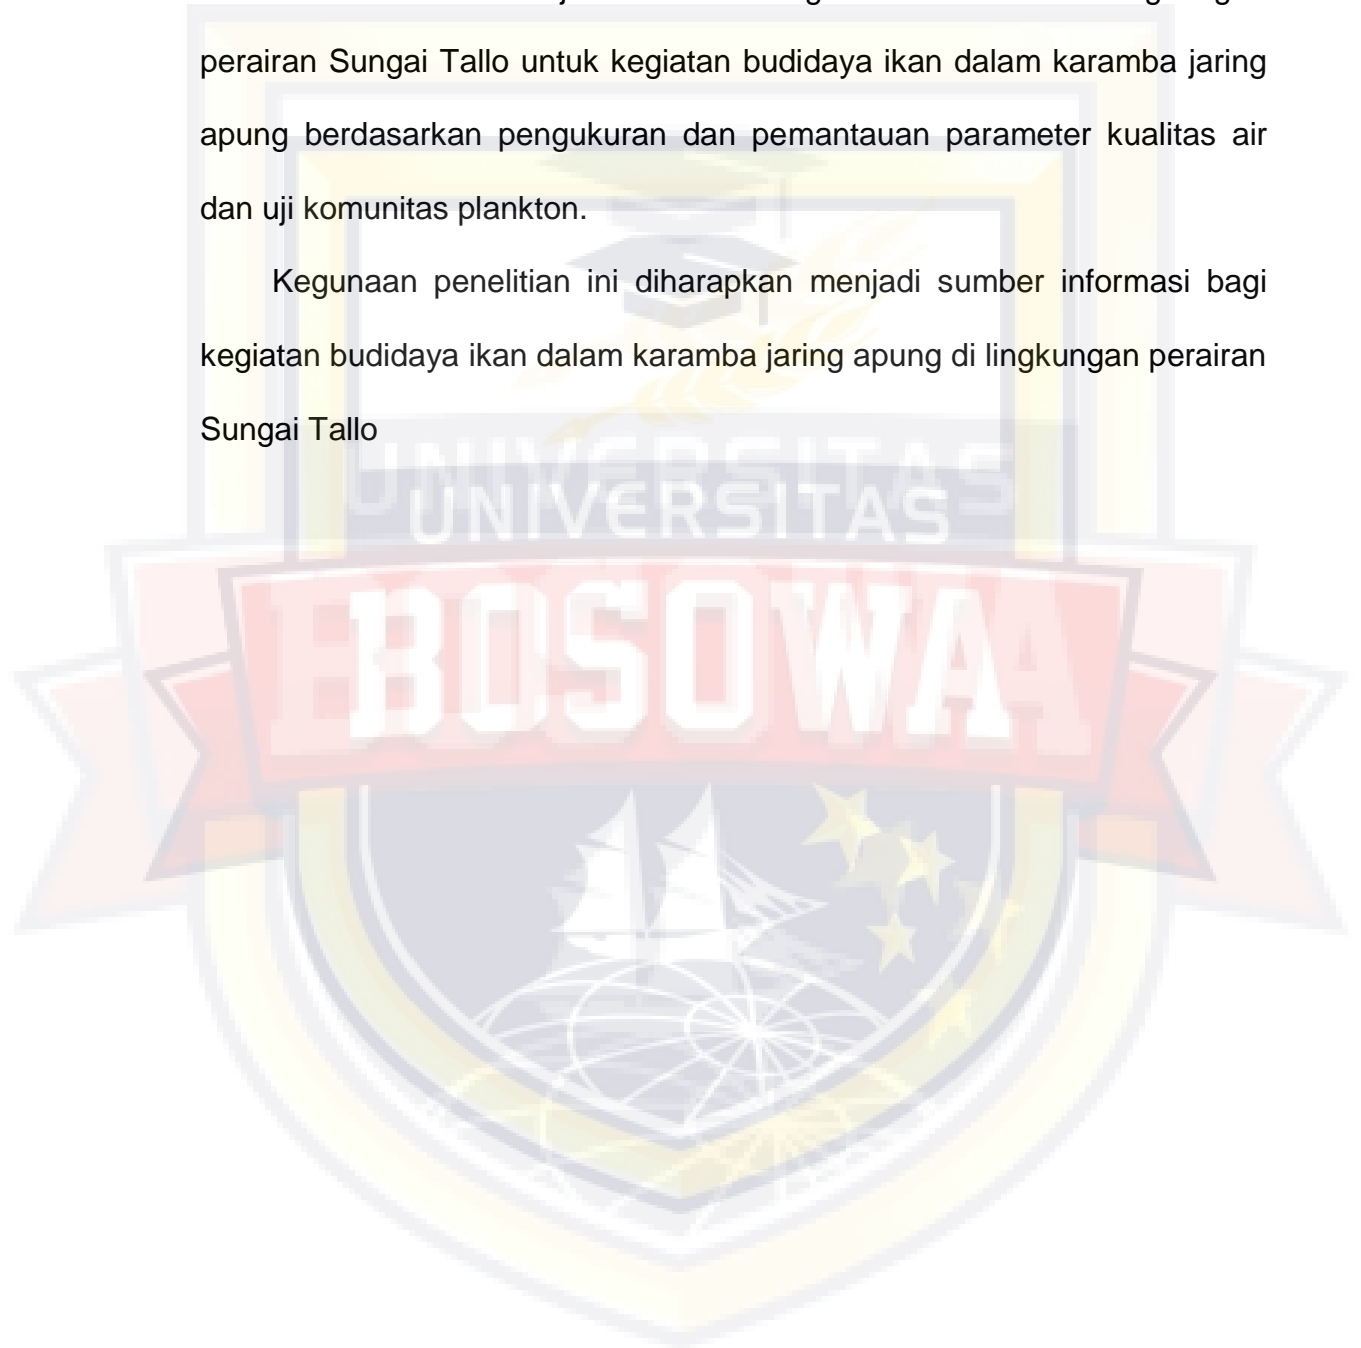 perairan Sungai Tallo untuk kegiatan budidaya ikan dalam karamba jaring
apung berdasarkan pengukuran dan pemantauan parameter kualitas air
dan uji komunitas plankton.
Kegunaan penelitian ini diharapkan menjadi sumber informasi bagi
kegiatan budidaya ikan dalam karamba jaring apung di lingkungan perairan
Sungai Tallo
UNIVERSITAS
UNIVERSITAS
BOSOWA
BOSOWA